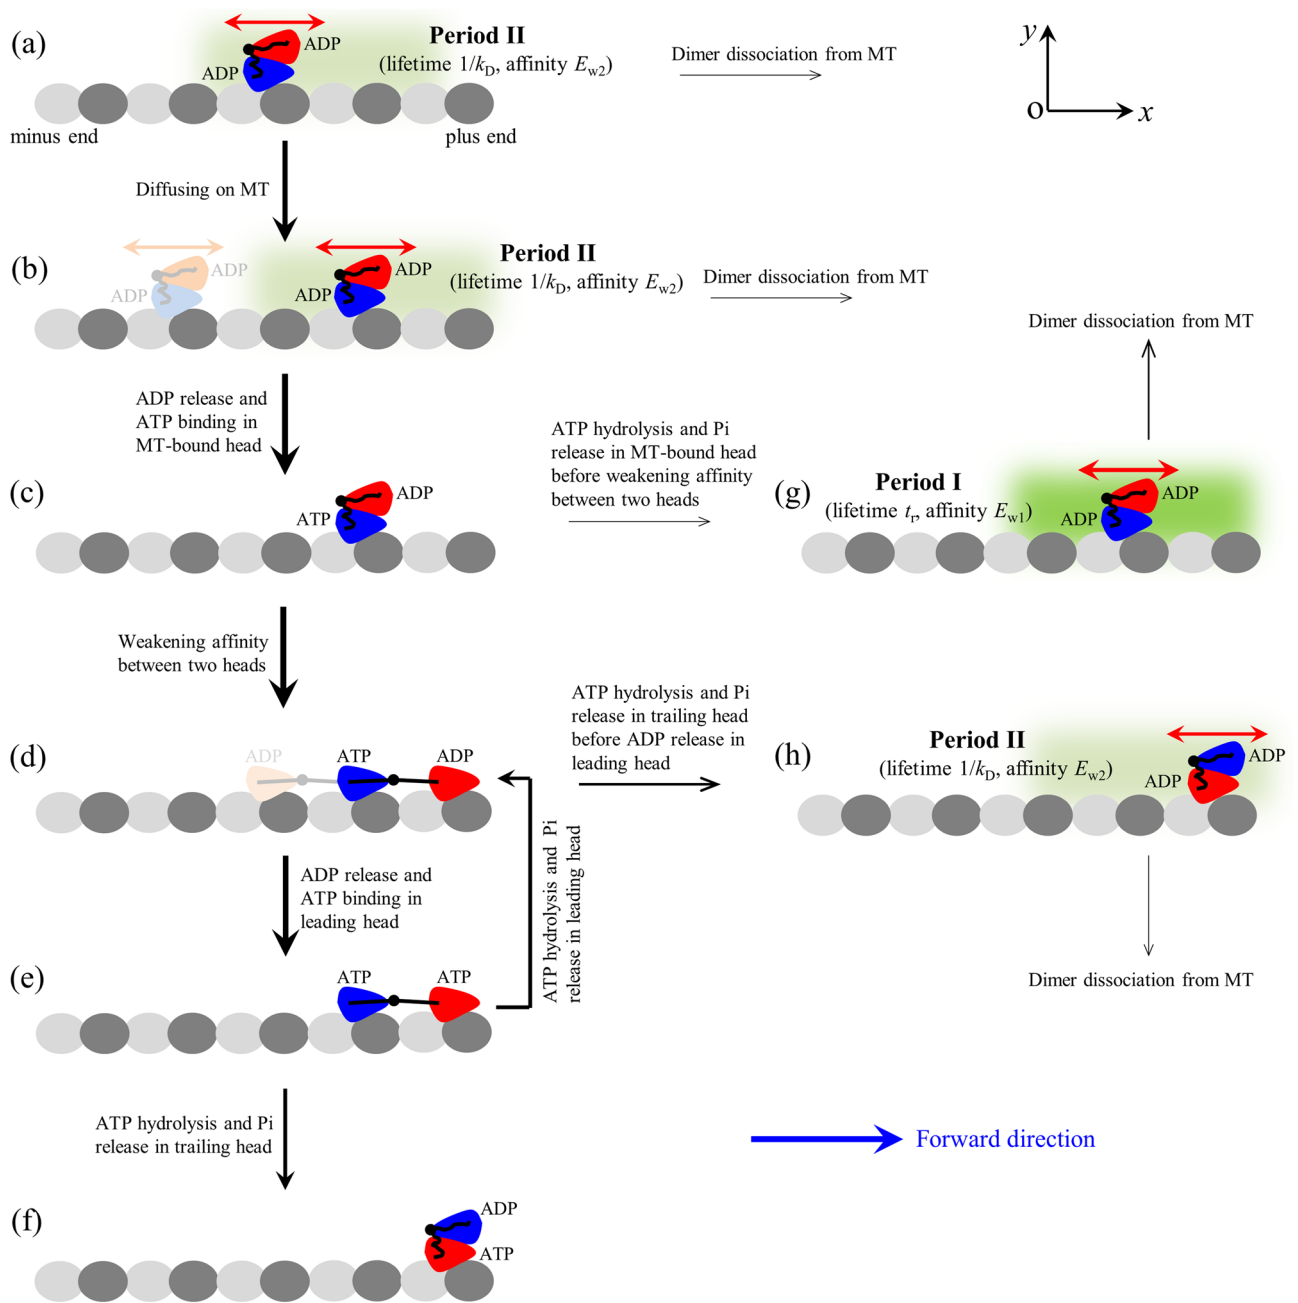 (a)
ADP
ADP
Period II
(lifetime 1/kD, affinity Ew2)
Dimer dissociation from MT
y
o
x
minus end
plus end
Diffusing on MT
(b)
ADP
ADP
ADP
ADP
Period II
(lifetime 1/kD, affinity Ew2)
Dimer dissociation from MT
Dimer dissociation from MT
ADP release and
ATP binding in
MT-bound head
ATP hydrolysis and Pi
release in MT-bound head
before weakening affinity
between two heads
(c)
ADP
ATP
(g)
Period I
(lifetime tr, affinity Ew1)
ADP
ADP
Weakening affinity
between two heads
ATP hydrolysis and Pi
release in trailing head
before ADP release in
leading head
(d)
ADP
ATP
ADP
(h)
Period II
(lifetime 1/kD, affinity Ew2)
ADP
ADP
ADP release and
ATP binding in
leading head
ATP hydrolysis and Pi
release in leading head
(e)
ATP
ATP
Dimer dissociation from MT
ATP hydrolysis and Pi
release in trailing head
Forward direction
(f)
ADP
ATP